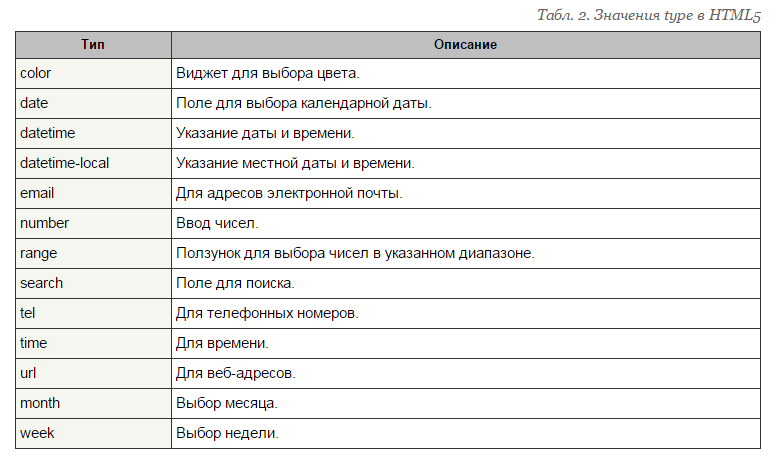 Табл. 2. Значения type в HTML5
Тип Описание
color Виджет для выбора цвета.
date Поле для выбора календарной даты.
datetime Указание даты и времени.
datetime-local Указание местной даты и времени.
email Для адресов электронной почты.
number Ввод чисел.
range Ползунок для выбора чисел в указанном диапазоне.
search Поле для поиска.
tel Для телефонных номеров.
time Для времени.
url Для веб-адресов.
month Выбор месяца.
week Выбор недели.